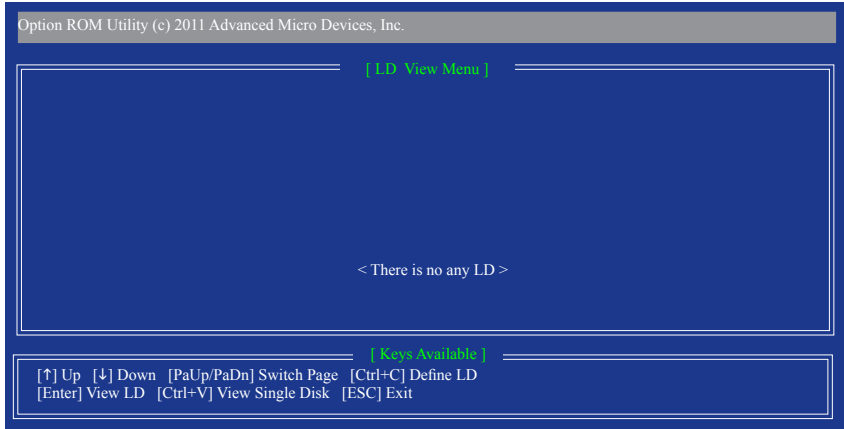 Option ROM Utility (c) 2011 Advanced Micro Devices, Inc.
[ LD  View Menu ]
< There is no any LD >
[ Keys Available ]
[↑] Up  [↓] Down  [PaUp/PaDn] Switch Page  [Ctrl+C] Define LD
[Enter] View LD  [Ctrl+V] View Single Disk  [ESC] Exit